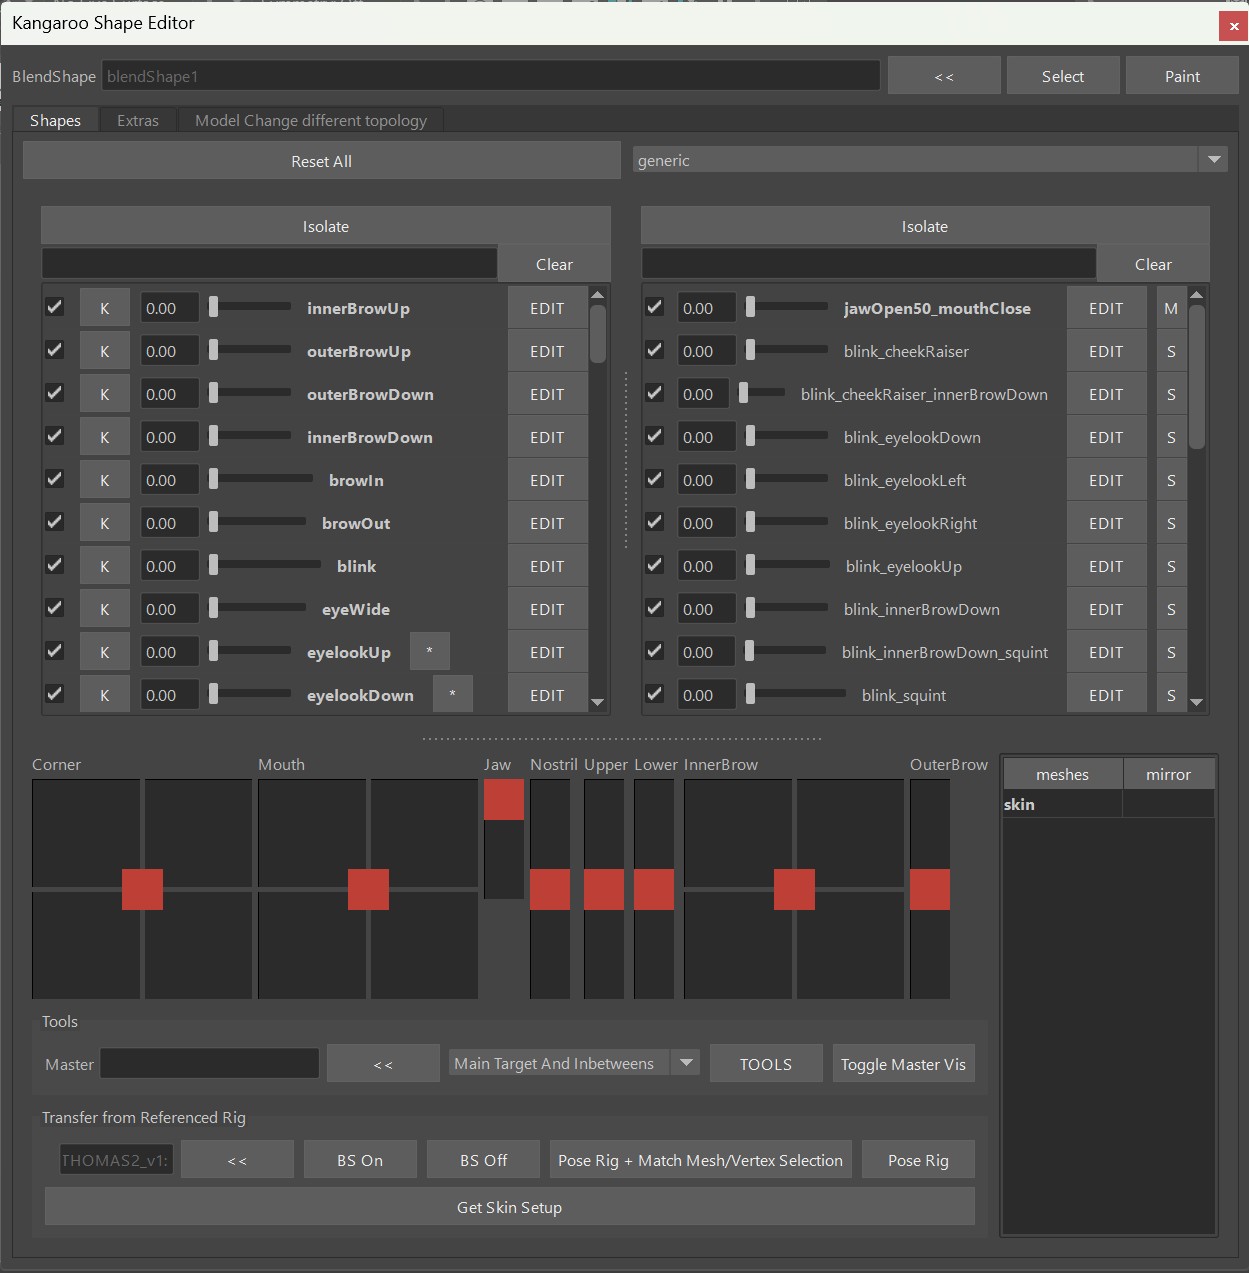 Kangaroo Shape Editor
BlendShape blendShape1 << Select Paint
Shapes Extras Model Change different topology
Reset All generic
Isolate Isolate
Clear Clear
K 0.00 innerBrowUp EDIT 0.00 jawOpen50_mouthClose EDIT M
K 0.00 outerBrowUp EDIT 0.00 blink_cheekRaiser EDIT S
K 0.00 outerBrowDown EDIT 0.00 blink_cheekRaiser_innerBrowDown EDIT S
K 0.00 innerBrowDown EDIT 0.00 blink_eyelookDown EDIT S
K 0.00 browIn EDIT 0.00 blink_eyelookLeft EDIT S
K 0.00 browOut EDIT 0.00 blink_eyelookRight EDIT S
K 0.00 blink EDIT 0.00 blink_eyelookUp EDIT S
K 0.00 eyeWide EDIT 0.00 blink_innerBrowDown EDIT S
K 0.00 eyelookUp * EDIT 0.00 blink_innerBrowDown_squint EDIT S
K 0.00 eyelookDown * EDIT 0.00 blink_squint EDIT S
Corner Mouth Jaw Nostril Upper Lower InnerBrow OuterBrow
meshes mirror
skin
Tools
Master << Main Target And Inbetweens TOOLS Toggle Master Vis
Transfer from Referenced Rig
THOMAS2_v1: << BS On BS Off Pose Rig + Match Mesh/Vertex Selection Pose Rig
Get Skin Setup